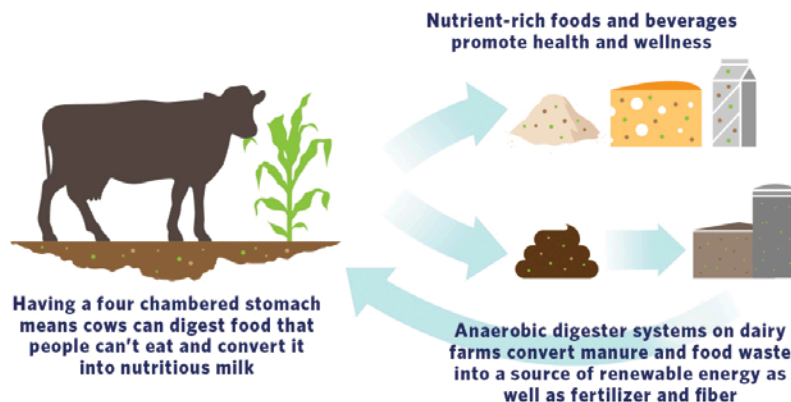 Nutrient-rich foods and beverages
promote health and wellness
Having a four chambered stomach
means cows can digest food that
people can't eat and convert it
into nutritious milk
Anaerobic digester systems on dairy
farms convert manure and food waste
into a source of renewable energy as
well as fertilizer and fiber